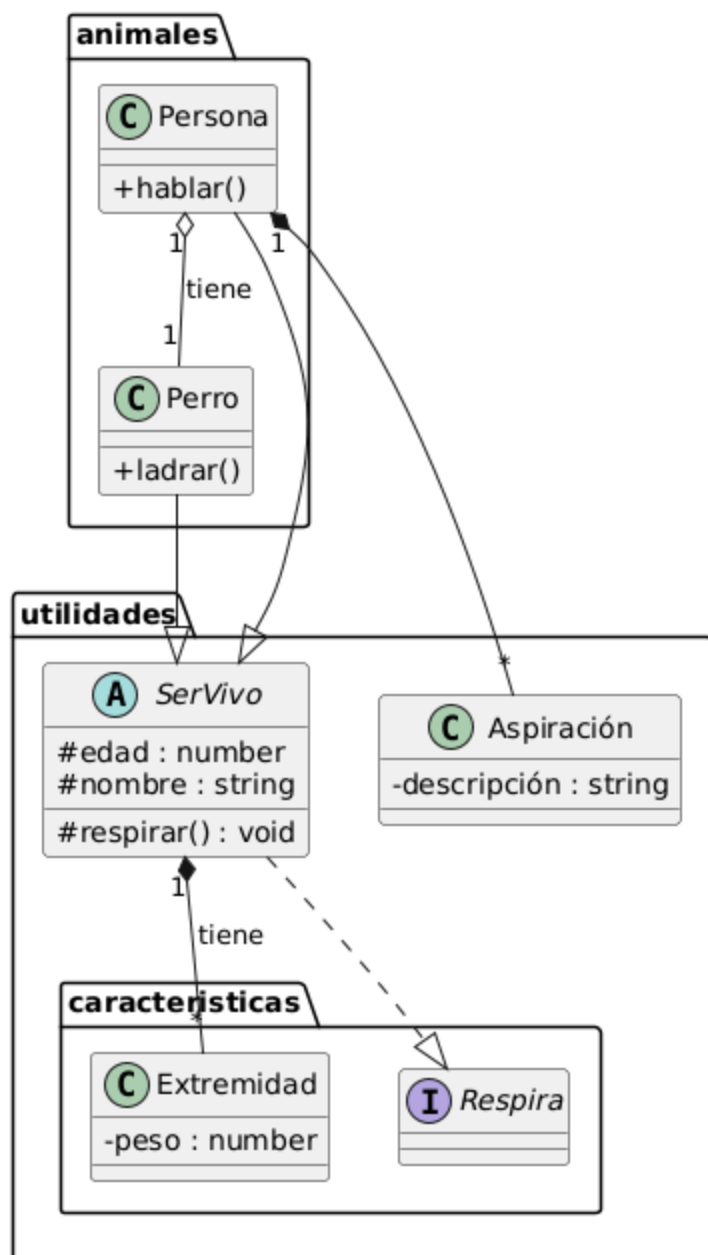 animales
C Persona
+hablar()
1
1
tiene
1
C Perro
+ladrar()
utilidades
*
A SerVivo
#edad : number
#nombre : string
#respirar() : void
C Aspiración
-descripción : string
1
tiene
caracteristicas
*
C Extremidad
-peso : number
I Respira